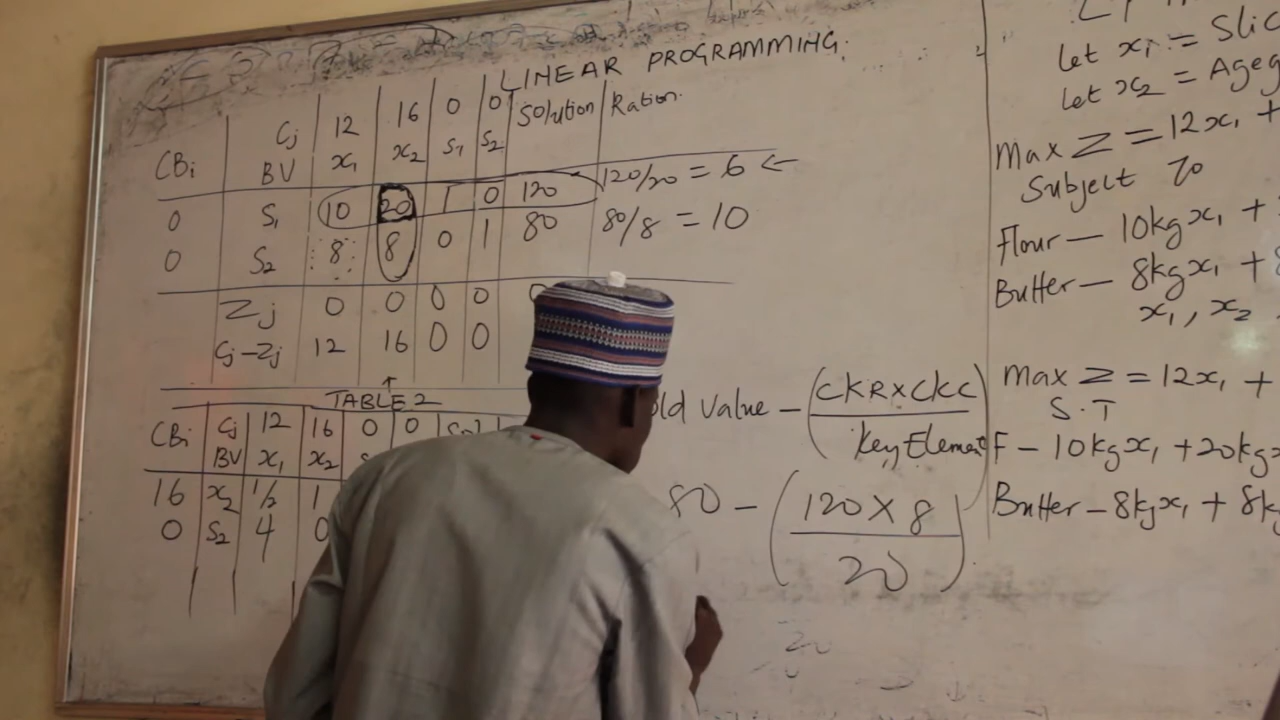 LINEAR PROGRAMMING.
Cj 12 16 0 0 Solution Ration.
CBi BV x₁ x₂ S₁ S₂
0 S₁ 10 20 1 0 120 120/20 = 6 ←
0 S₂ 8 8 0 1 80 80/8 = 10
Zj 0 0 0 0
Cj-Zj 12 16 0 0
↑
TABLE 2
CBi Cj 12 16 0 0 Sol
BV x₁ x₂
16 x₂ 1/2 1
0 S₂ 4 0
old Value - (CKR X CKC
Key Element)
80 - (120 X 8
20)
20
let x₁ = Slic
let x₂ = Ageg
Max Z = 12x₁ +
Subject To
Flour - 10kg x₁ +
Butter - 8kg x₁ + 8
x₁, x₂
Max Z = 12x₁ +
S.T
F - 10kg x₁ + 20kg x
Butter - 8kg x₁ + 8k